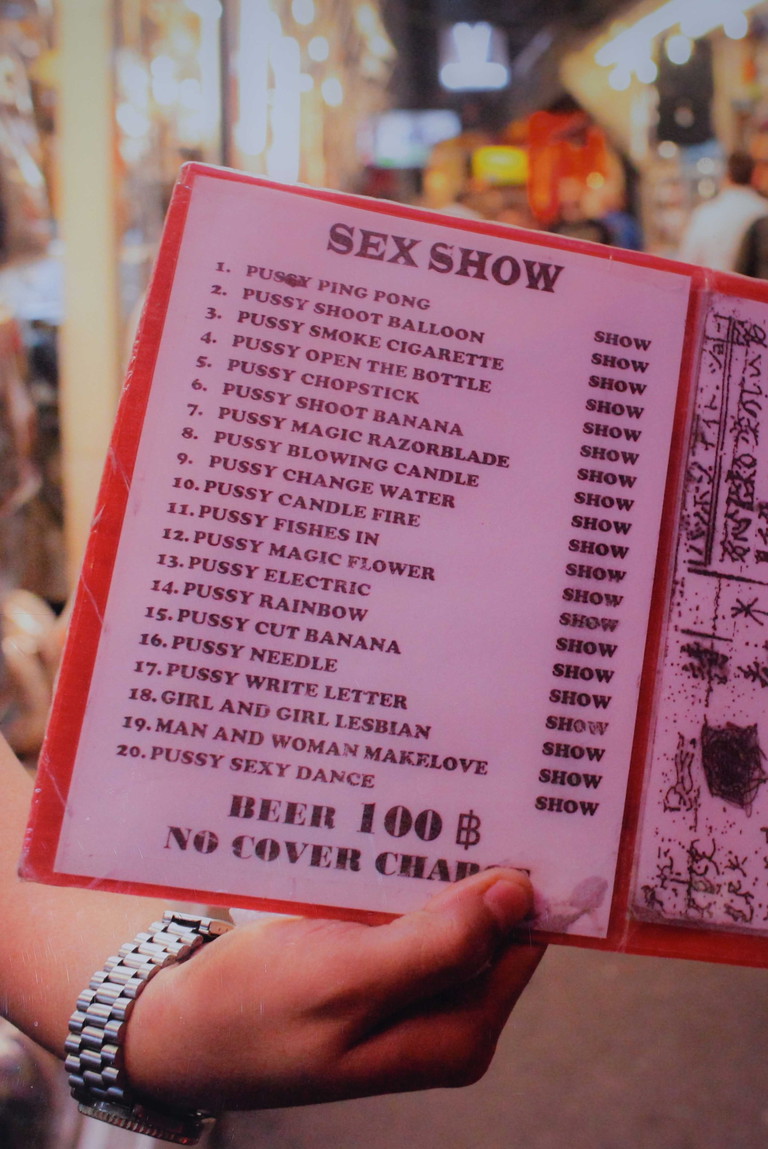 SEX SHOW
1. PUSSY PING PONG SHOW
2. PUSSY SHOOT BALLOON SHOW
3. PUSSY SMOKE CIGARETTE SHOW
4. PUSSY OPEN THE BOTTLE SHOW
5. PUSSY CHOPSTICK SHOW
6. PUSSY SHOOT BANANA SHOW
7. PUSSY MAGIC RAZORBLADE SHOW
8. PUSSY BLOWING CANDLE SHOW
9. PUSSY CHANGE WATER SHOW
10. PUSSY CANDLE FIRE SHOW
11. PUSSY FISHES IN SHOW
12. PUSSY MAGIC FLOWER SHOW
13. PUSSY ELECTRIC SHOW
14. PUSSY RAINBOW SHOW
15. PUSSY CUT BANANA SHOW
16. PUSSY NEEDLE SHOW
17. PUSSY WRITE LETTER SHOW
18. GIRL AND GIRL LESBIAN SHOW
19. MAN AND WOMAN MAKELOVE SHOW
20. PUSSY SEXY DANCE SHOW
BEER 100 ฿
NO COVER CHARGE